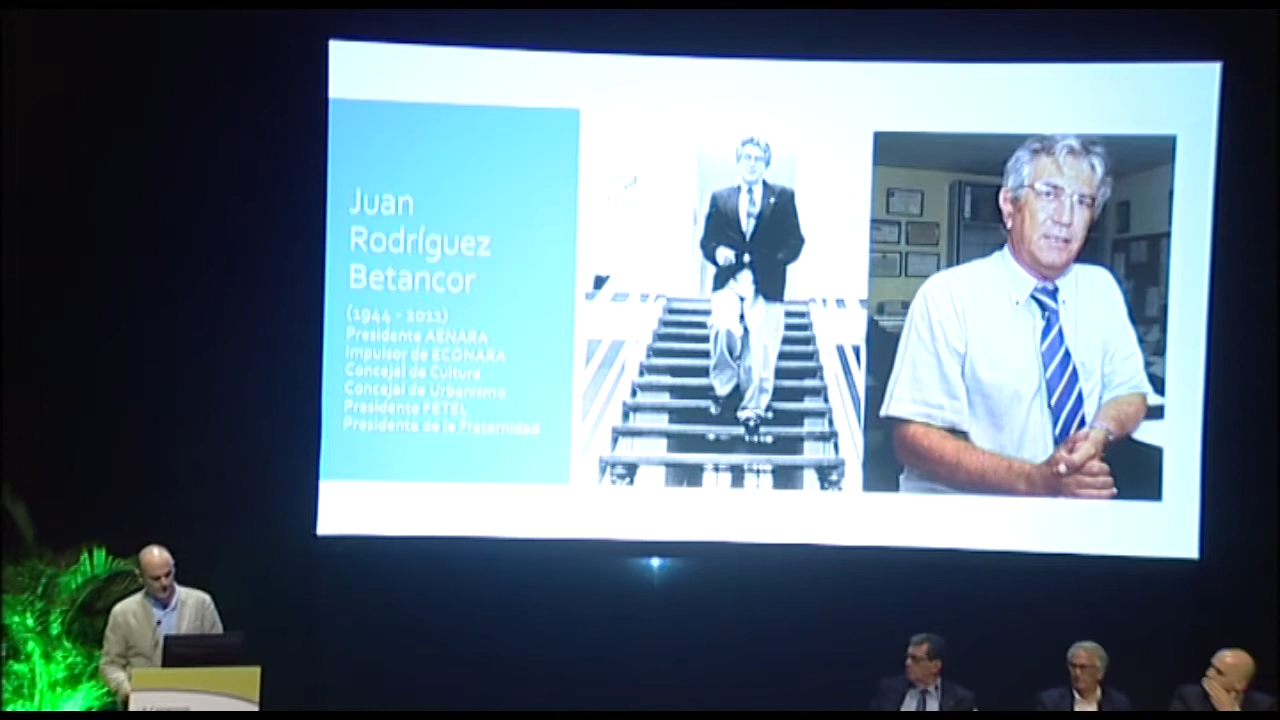 Juan
Rodríguez
Betancor
(1944 - 2011)
Presidente AENARA
Impulsor de ECONARA
Concejal de Cultura
Concejal de Urbanismo
Presidente FETEL
Presidente de la Fraternidad